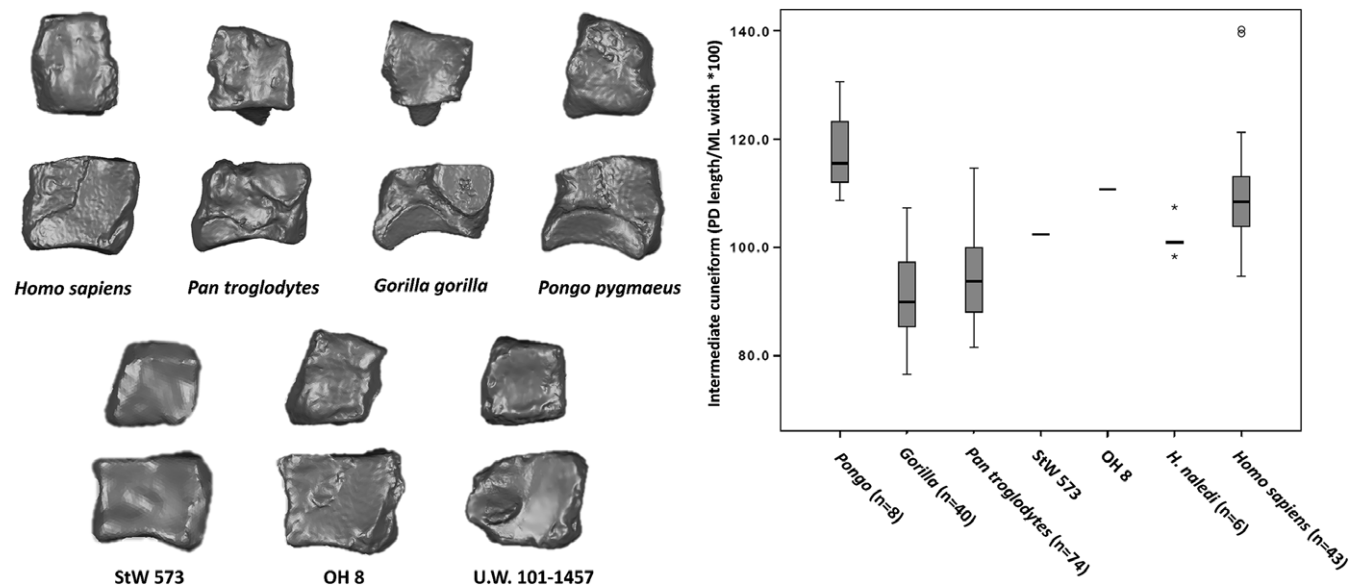 Homo sapiens
Pan troglodytes
Gorilla gorilla
Pongo pygmaeus
StW 573
OH 8
U.W. 101-1457
Intermediate cuneiform (PD length/ML width *100)
140.0
120.0
100.0
80.0
Pongo (n=8)
Gorilla (n=40)
Pan troglodytes (n=74)
StW 573
OH 8
H. naledi (n=6)
Homo sapiens (n=43)